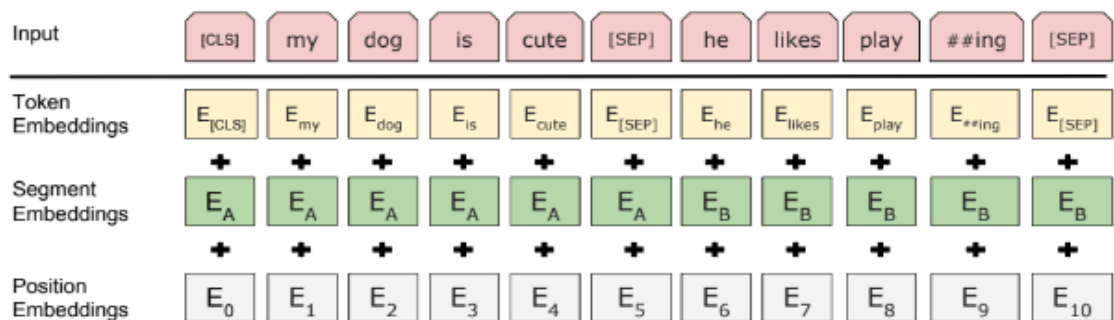 Input [CLS] my dog is cute [SEP] he likes play ##ing [SEP]
Token
Embeddings E[CLS] Emy Edog Eis Ecute E[SEP] Ehe Elikes Eplay E##ing E[SEP]
+ + + + + + + + + + +
Segment
Embeddings EA EA EA EA EA EA EB EB EB EB EB
+ + + + + + + + + + +
Position
Embeddings E0 E1 E2 E3 E4 E5 E6 E7 E8 E9 E10